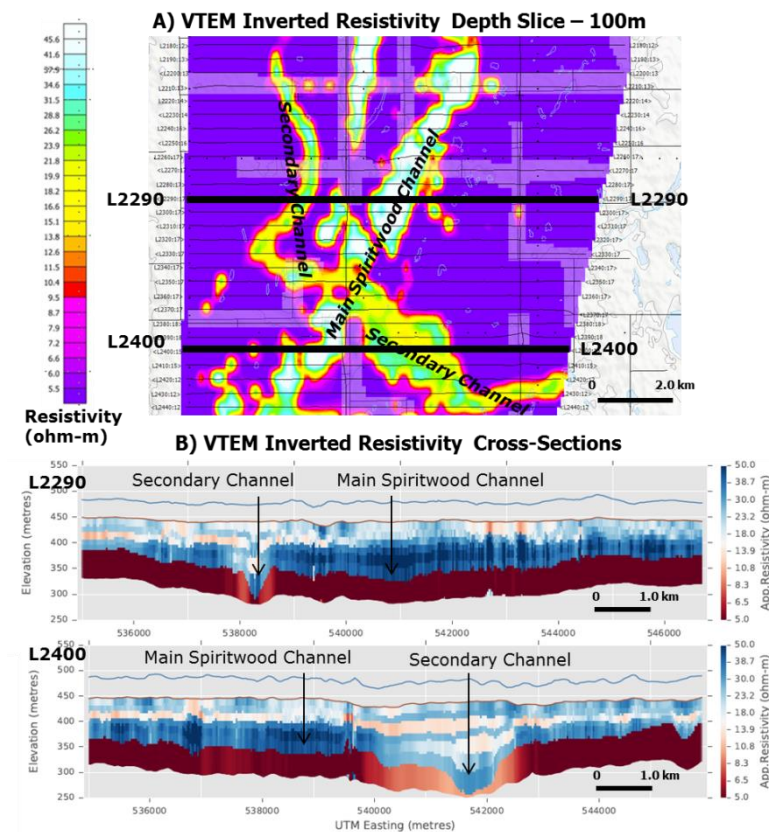 A) VTEM Inverted Resistivity Depth Slice – 100m
45.6
41.6
37.5
34.6
31.5
28.8
26.2
23.9
21.7
19.8
18.2
16.5
15.1
13.8
12.6
11.5
10.4
9.5
8.7
7.9
7.2
6.6
6.0
5.5
Resistivity
(ohm-m)
Secondary Channel
Main Spiritwood Channel
Secondary Channel
L2290
L2290
L2400
L2400
0 2.0 km
B) VTEM Inverted Resistivity Cross-Sections
L2290
Secondary Channel
Main Spiritwood Channel
Elevation (metres)
550
500
450
400
350
300
250
536000 538000 540000 542000 544000 546000
0 1.0 km
50.0
38.7
30.0
23.2
18.0
13.9
10.8
8.3
6.5
5.0
App.Resistivity (ohm-m)
L2400
Main Spiritwood Channel
Secondary Channel
Elevation (metres)
550
500
450
400
350
300
250
536000 538000 540000 542000 544000
UTM Easting (metres)
0 1.0 km
50.0
38.7
30.0
23.2
18.0
13.9
10.8
8.3
6.5
5.0
App.Resistivity (ohm-m)